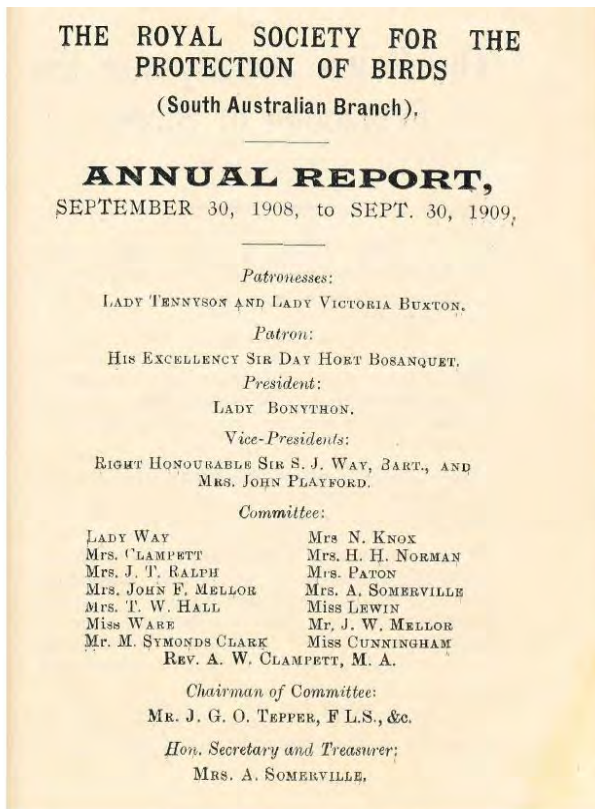 THE ROYAL SOCIETY FOR THE
PROTECTION OF BIRDS
(South Australian Branch).
ANNUAL REPORT,
SEPTEMBER 30, 1908, to SEPT. 30, 1909.
Patronesses:
LADY TENNYSON AND LADY VICTORIA BUXTON.
Patron:
HIS EXCELLENCY SIR DAY HORT BOSANQUET.
President:
LADY BONYTHON.
Vice-Presidents:
RIGHT HONOURABLE SIR S. J. WAY, BART., AND
MRS. JOHN PLAYFORD.
Committee:
LADY WAY Mrs N. KNOX
Mrs. CLAMPETT Mrs. H. H. NORMAN
Mrs. J. T. RALPH Mrs. PATON
Mrs. JOHN F. MELLOR Mrs. A. SOMERVILLE
Mrs. T. W. HALL Miss LEWIN
Miss WARE Mr. J. W. MELLOR
Mr. M. SYMONDS CLARK Miss CUNNINGHAM
REV. A. W. CLAMPETT, M. A.
Chairman of Committee:
MR. J. G. O. TEPPER, F L.S., &c.
Hon. Secretary and Treasurer:
MRS. A. SOMERVILLE.